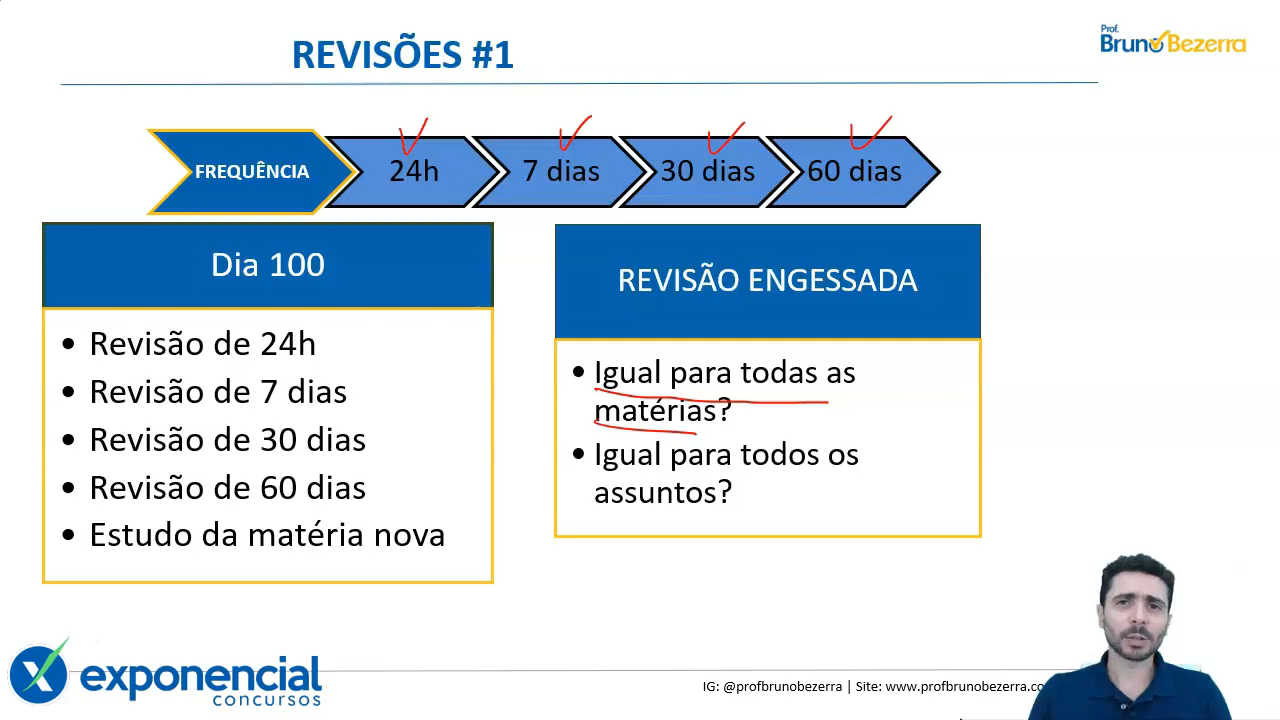 REVISÕES #1
Prof.
Bruno Bezerra
FREQUÊNCIA
24h
7 dias
30 dias
60 dias
Dia 100
• Revisão de 24h
• Revisão de 7 dias
• Revisão de 30 dias
• Revisão de 60 dias
• Estudo da matéria nova
REVISÃO ENGESSADA
• Igual para todas as
matérias?
• Igual para todos os
assuntos?
exponencial
concursos
IG: @profbrunobezerra | Site: www.profbrunobezerra.co